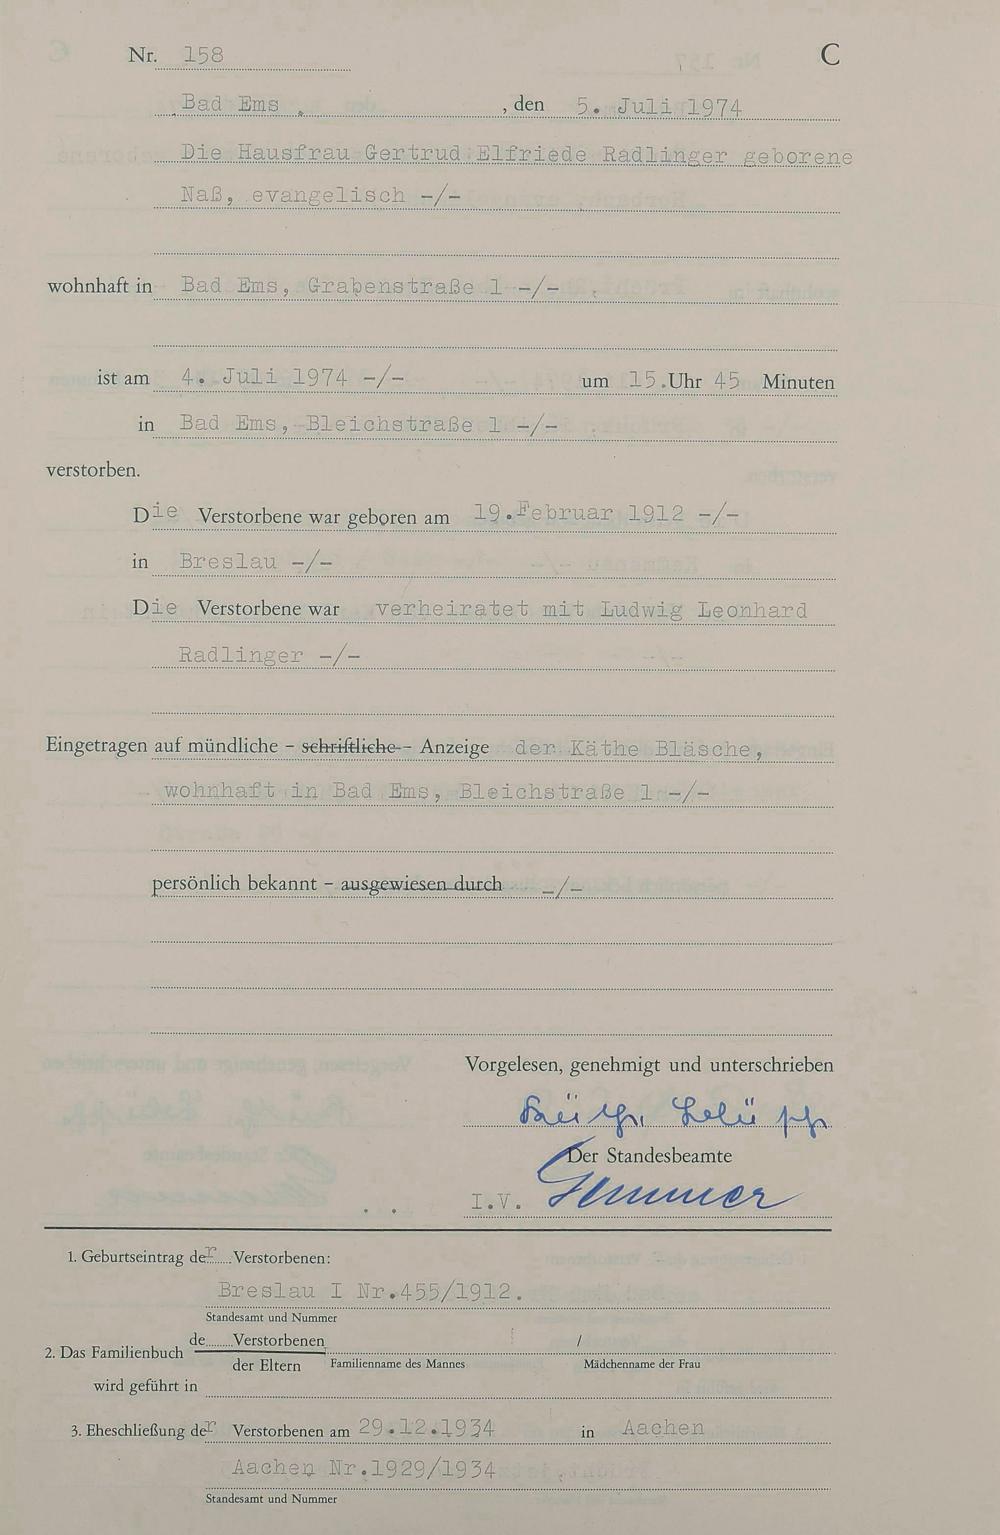 Nr. 158 C
Bad Ems , den 5. Juli 1974
Die Hausfrau Gertrud Elfriede Radlinger geborene
Naß, evangelisch -/-
wohnhaft in Bad Ems, Grabenstraße 1 -/-
ist am 4. Juli 1974 -/- um 15.Uhr 45 Minuten
in Bad Ems, Bleichstraße 1 -/-
verstorben.
Die Verstorbene war geboren am 19.Februar 1912 -/-
in Breslau -/-
Die Verstorbene war verheiratet mit Ludwig Leonhard
Radlinger -/-
Eingetragen auf mündliche - schriftliche - Anzeige der Käthe Bläsche,
wohnhaft in Bad Ems, Bleichstraße 1 -/-
persönlich bekannt - ausgewiesen durch -/-
Vorgelesen, genehmigt und unterschrieben
Der Standesbeamte
I.V.
1. Geburtseintrag der Verstorbenen:
Breslau I Nr.455/1912.
Standesamt und Nummer
2. Das Familienbuch de Verstorbenen /
der Eltern Familienname des Mannes Mädchenname der Frau
wird geführt in
3. Eheschließung der Verstorbenen am 29.12.1934 in Aachen
Aachen Nr.1929/1934
Standesamt und Nummer